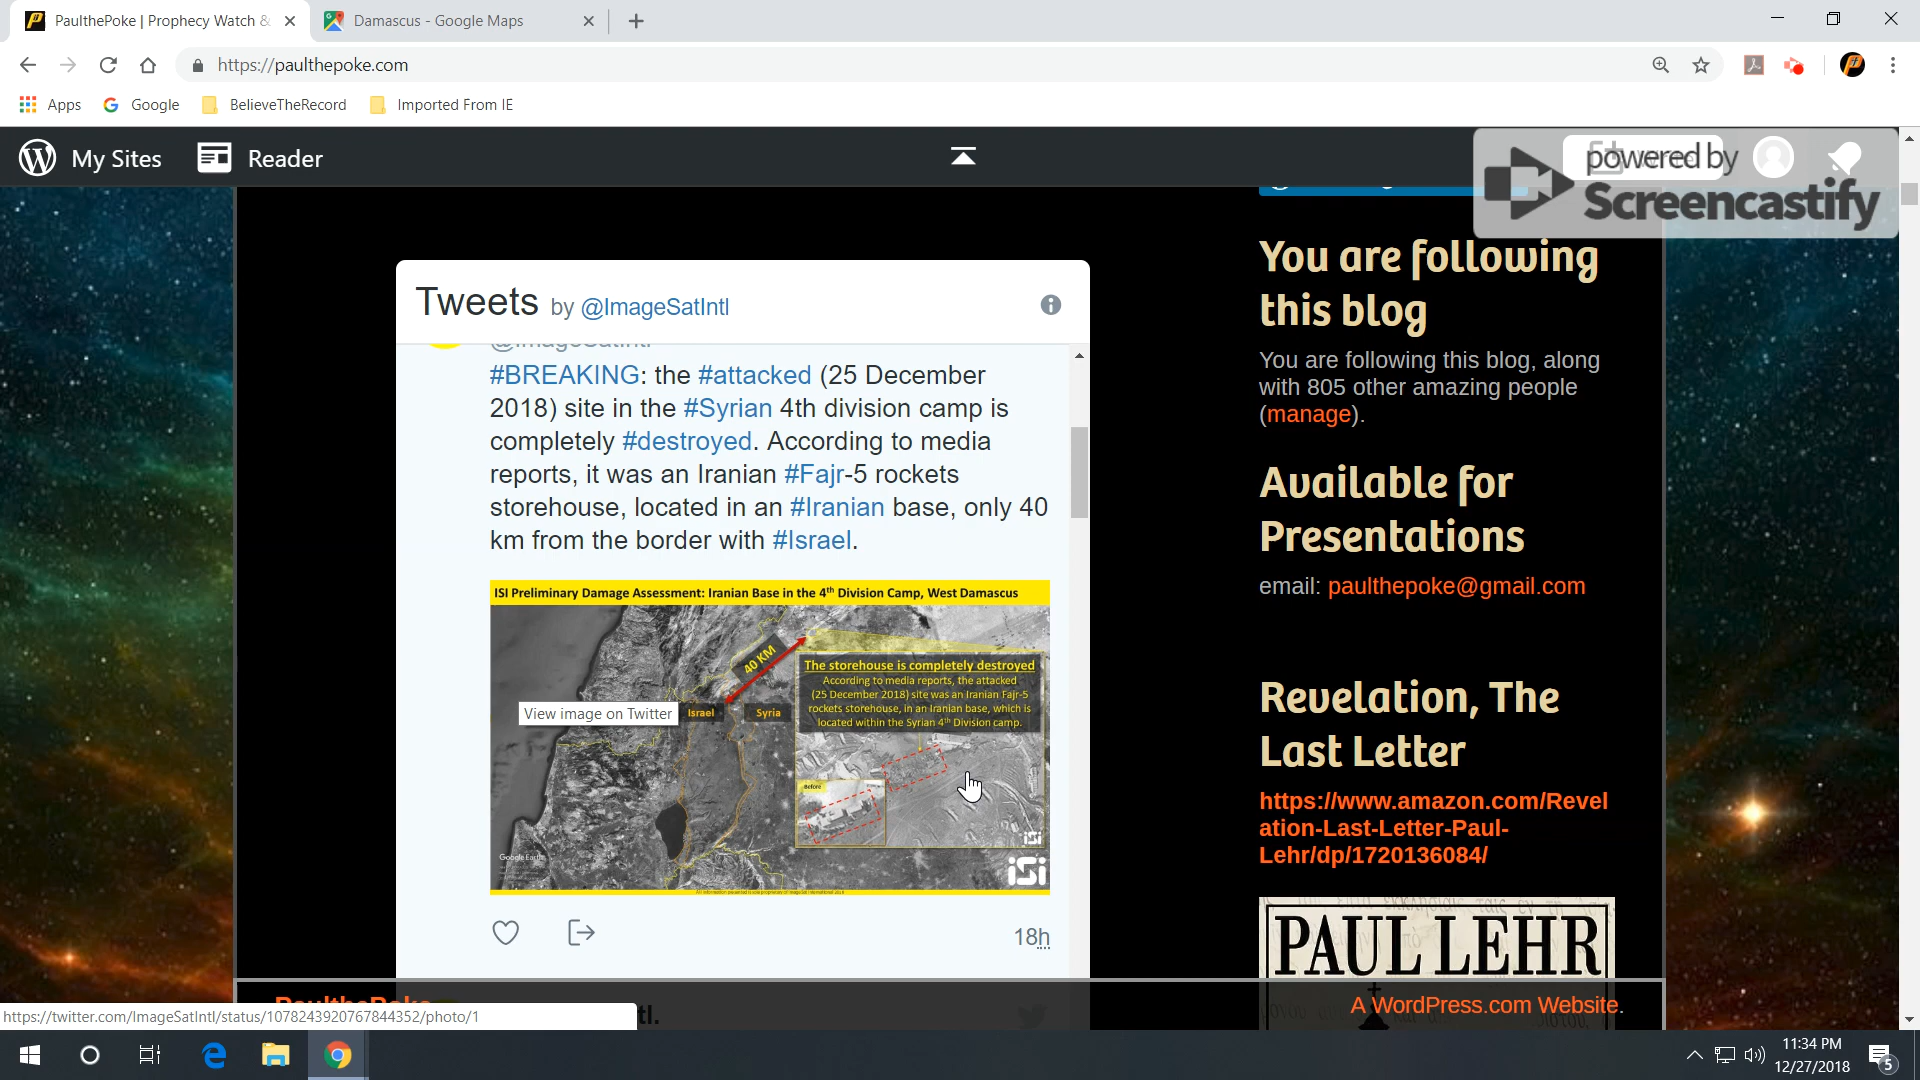 PaulthePoke | Prophecy Watch &
Damascus - Google Maps
https://paulthepoke.com
Apps
Google
BelieveTheRecord
Imported From IE
My Sites
Reader
powered by
Screencastify
Tweets by @ImageSatIntl
@ImageSatIntl
#BREAKING: the #attacked (25 December
2018) site in the #Syrian 4th division camp is
completely #destroyed. According to media
reports, it was an Iranian #Fajr-5 rockets
storehouse, located in an #Iranian base, only 40
km from the border with #Israel.
ISI Preliminary Damage Assessment: Iranian Base in the 4th Division Camp, West Damascus
40 KM
The storehouse is completely destroyed
According to media reports, the attacked
(25 December 2018) site was an Iranian Fajr-5
rockets storehouse, in an Iranian base, which is
located within the Syrian 4th Division camp.
View image on Twitter
Israel
Syria
Before
Google Earth
iSi
iSi
18h
You are following
this blog
You are following this blog, along
with 805 other amazing people
(manage).
Available for
Presentations
email: paulthepoke@gmail.com
Revelation, The
Last Letter
https://www.amazon.com/Revel
ation-Last-Letter-Paul-
Lehr/dp/1720136084/
PAUL LEHR
PaulthePoke
tl.
A WordPress.com Website.
https://twitter.com/ImageSatIntl/status/1078243920767844352/photo/1
11:34 PM
12/27/2018
5